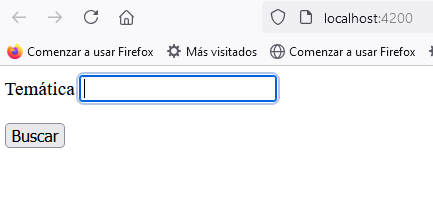 localhost:4200
Comenzar a usar Firefox Más visitados Comenzar a usar Firefox
Temática
Buscar